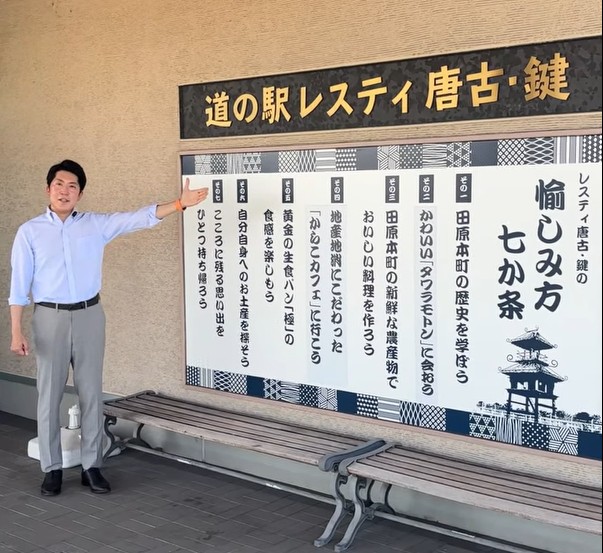 道の駅レスティ唐古・鍵
レスティ唐古・鍵の
愉しみ方
七か条
その一
田原本町の歴史を学ぼう
その二
かわいい「タワラモトン」に会おう
その三
田原本町の新鮮な農産物で
おいしい料理を作ろう
その四
地産地消にこだわった
「からこカフェ」に行こう
その五
黄金の生食パン「極」の
食感を楽しもう
その六
自分自身へのお土産を探そう
その七
こころに残る思い出を
ひとつ持ち帰ろう